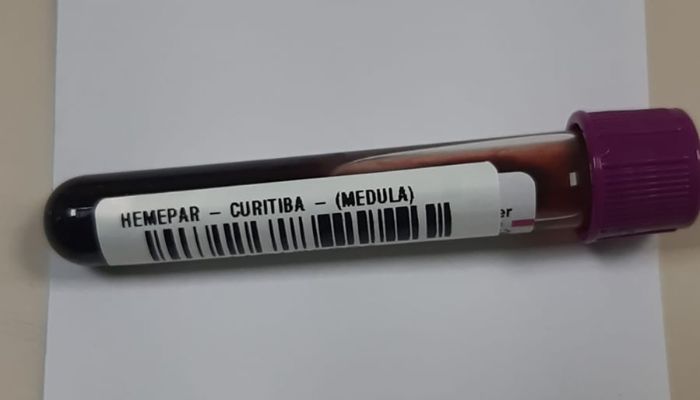 HEMEPAR - CURITIBA - (MEDULA)